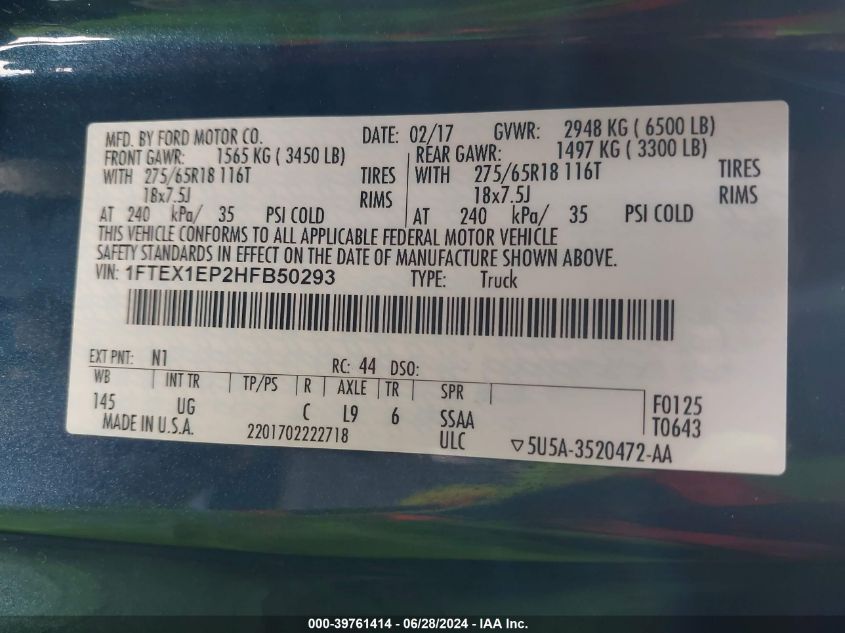 MFD. BY FORD MOTOR CO. DATE: 02/17 GVWR: 2948 KG ( 6500 LB)
FRONT GAWR: 1565 KG ( 3450 LB) REAR GAWR: 1497 KG ( 3300 LB)
WITH 275/65R18 116T TIRES WITH 275/65R18 116T TIRES
18x7.5J RIMS 18x7.5J RIMS
AT 240 kPa/ 35 PSI COLD AT 240 kPa/ 35 PSI COLD
THIS VEHICLE CONFORMS TO ALL APPLICABLE FEDERAL MOTOR VEHICLE
SAFETY STANDARDS IN EFFECT ON THE DATE OF MANUFACTURE SHOWN ABOVE.
VIN: 1FTEX1EP2HFB50293 TYPE: Truck
EXT PNT: N1 RC: 44 DSO:
WB INT TR TP/PS R AXLE TR SPR
145 UG C L9 6 SSAA F0125
MADE IN U.S.A. 2201702222718 ULC T0643
▽5U5A-3520472-AA
000-39761414 - 06/28/2024 - IAA Inc.